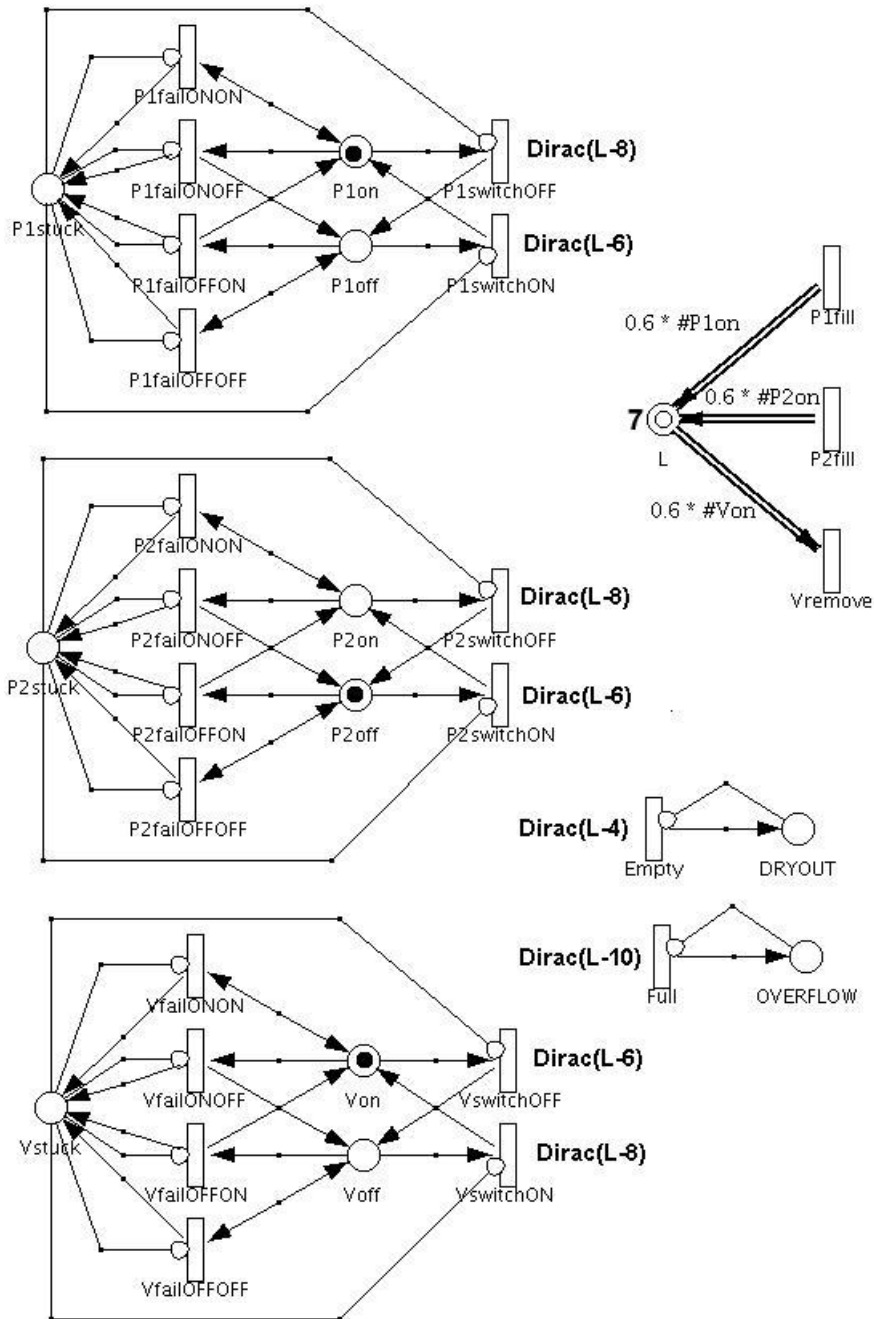 P1failONON
P1failONOFF
P1on
P1switchOFF
Dirac(L-8)
P1stuck
P1failOFFON
P1off
P1switchON
Dirac(L-6)
P1failOFFOFF
P1fill
0.6 * #P1on
0.6 * #P2on
7
L
P2fill
0.6 * #Von
Vremove
P2failONON
P2failONOFF
P2on
P2switchOFF
Dirac(L-8)
P2stuck
P2failOFFON
P2off
P2switchON
Dirac(L-6)
P2failOFFOFF
Dirac(L-4)
Empty
DRYOUT
Dirac(L-10)
Full
OVERFLOW
VfailONON
VfailONOFF
Von
VswitchOFF
Dirac(L-6)
Vstuck
VfailOFFON
Voff
VswitchON
Dirac(L-8)
VfailOFFOFF